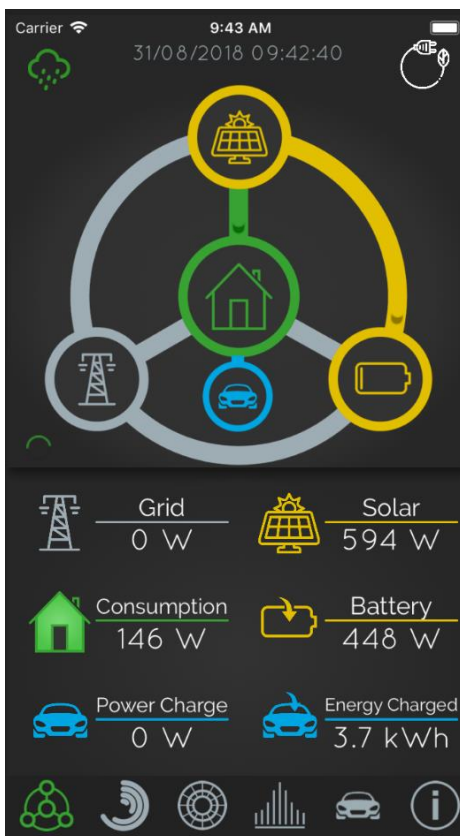 Carrier 9:43 AM
31/08/2018 09:42:40
Grid
0 W
Solar
594 W
Consumption
146 W
Battery
448 W
Power Charge
0 W
Energy Charged
3.7 kWh
i